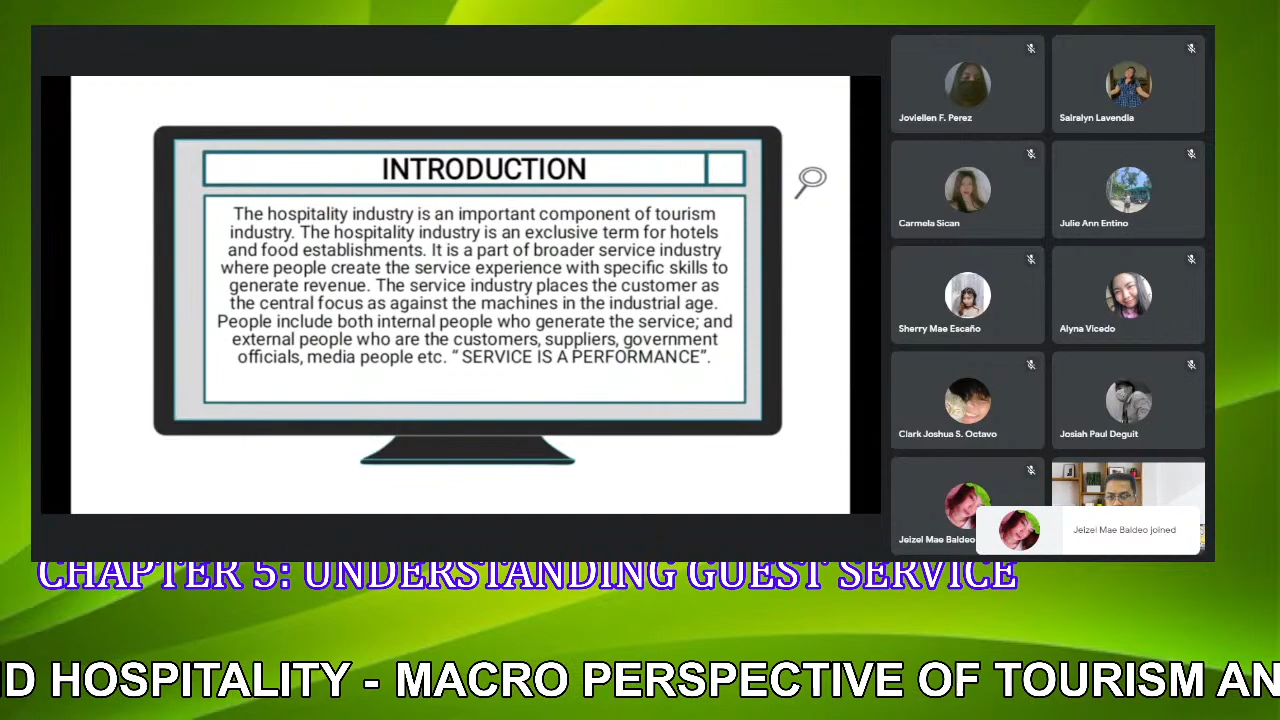 INTRODUCTION
The hospitality industry is an important component of tourism
industry. The hospitality industry is an exclusive term for hotels
and food establishments. It is a part of broader service industry
where people create the service experience with specific skills to
generate revenue. The service industry places the customer as
the central focus as against the machines in the industrial age.
People include both internal people who generate the service; and
external people who are the customers, suppliers, government
officials, media people etc. “ SERVICE IS A PERFORMANCE”.
Joviellen F. Perez
Sairalyn Lavendia
Carmela Sican
Julie Ann Entino
Sherry Mae Escaño
Alyna Vicedo
Clark Joshua S. Octavo
Josiah Paul Deguit
Jeizel Mae Baldeo
Jeizel Mae Baldeo joined
CHAPTER 5: UNDERSTANDING GUEST SERVICE
ND HOSPITALITY - MACRO PERSPECTIVE OF TOURISM AN